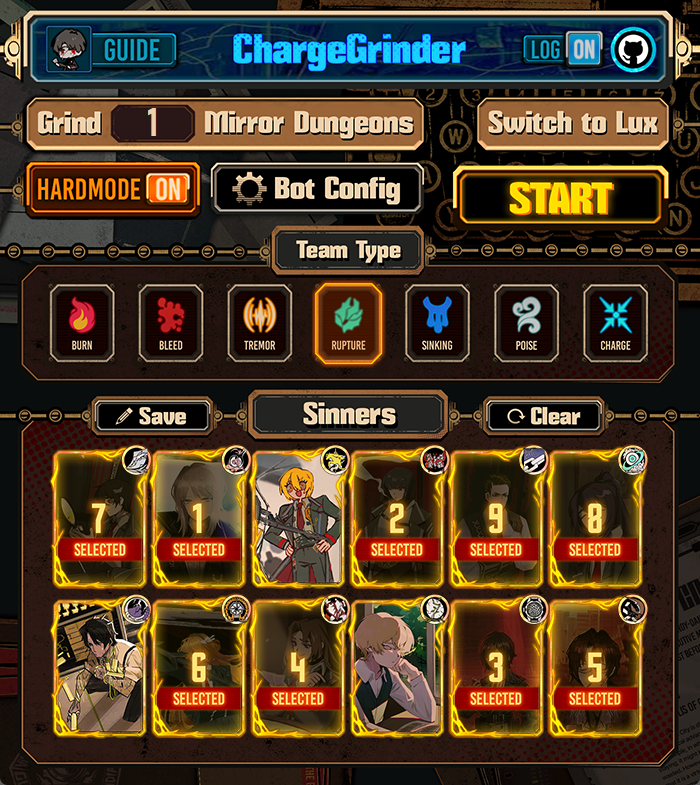 GUIDE
ChargeGrinder
LOG ON
Grind 1 Mirror Dungeons
Switch to Lux
HARDMODE ON
Bot Config
START
Team Type
BURN
BLEED
TREMOR
RUPTURE
SINKING
POISE
CHARGE
Save
Sinners
Clear
7
SELECTED
1
SELECTED
2
SELECTED
9
SELECTED
8
SELECTED
6
SELECTED
4
SELECTED
3
SELECTED
5
SELECTED